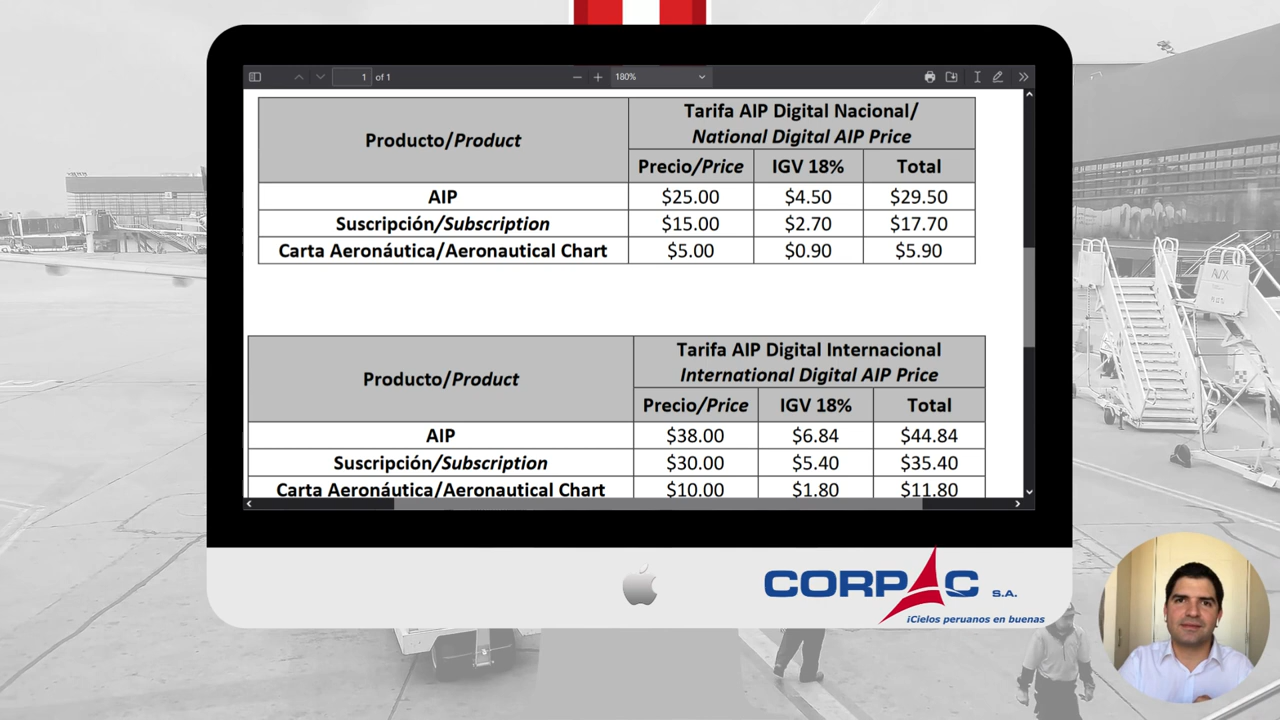 1 of 1
180%
Producto/Product
Tarifa AIP Digital Nacional/
National Digital AIP Price
Precio/Price IGV 18% Total
AIP $25.00 $4.50 $29.50
Suscripción/Subscription $15.00 $2.70 $17.70
Carta Aeronáutica/Aeronautical Chart $5.00 $0.90 $5.90
Producto/Product
Tarifa AIP Digital Internacional
International Digital AIP Price
Precio/Price IGV 18% Total
AIP $38.00 $6.84 $44.84
Suscripción/Subscription $30.00 $5.40 $35.40
Carta Aeronáutica/Aeronautical Chart $10.00 $1.80 $11.80
CORPAC S.A.
¡Cielos peruanos en buenas